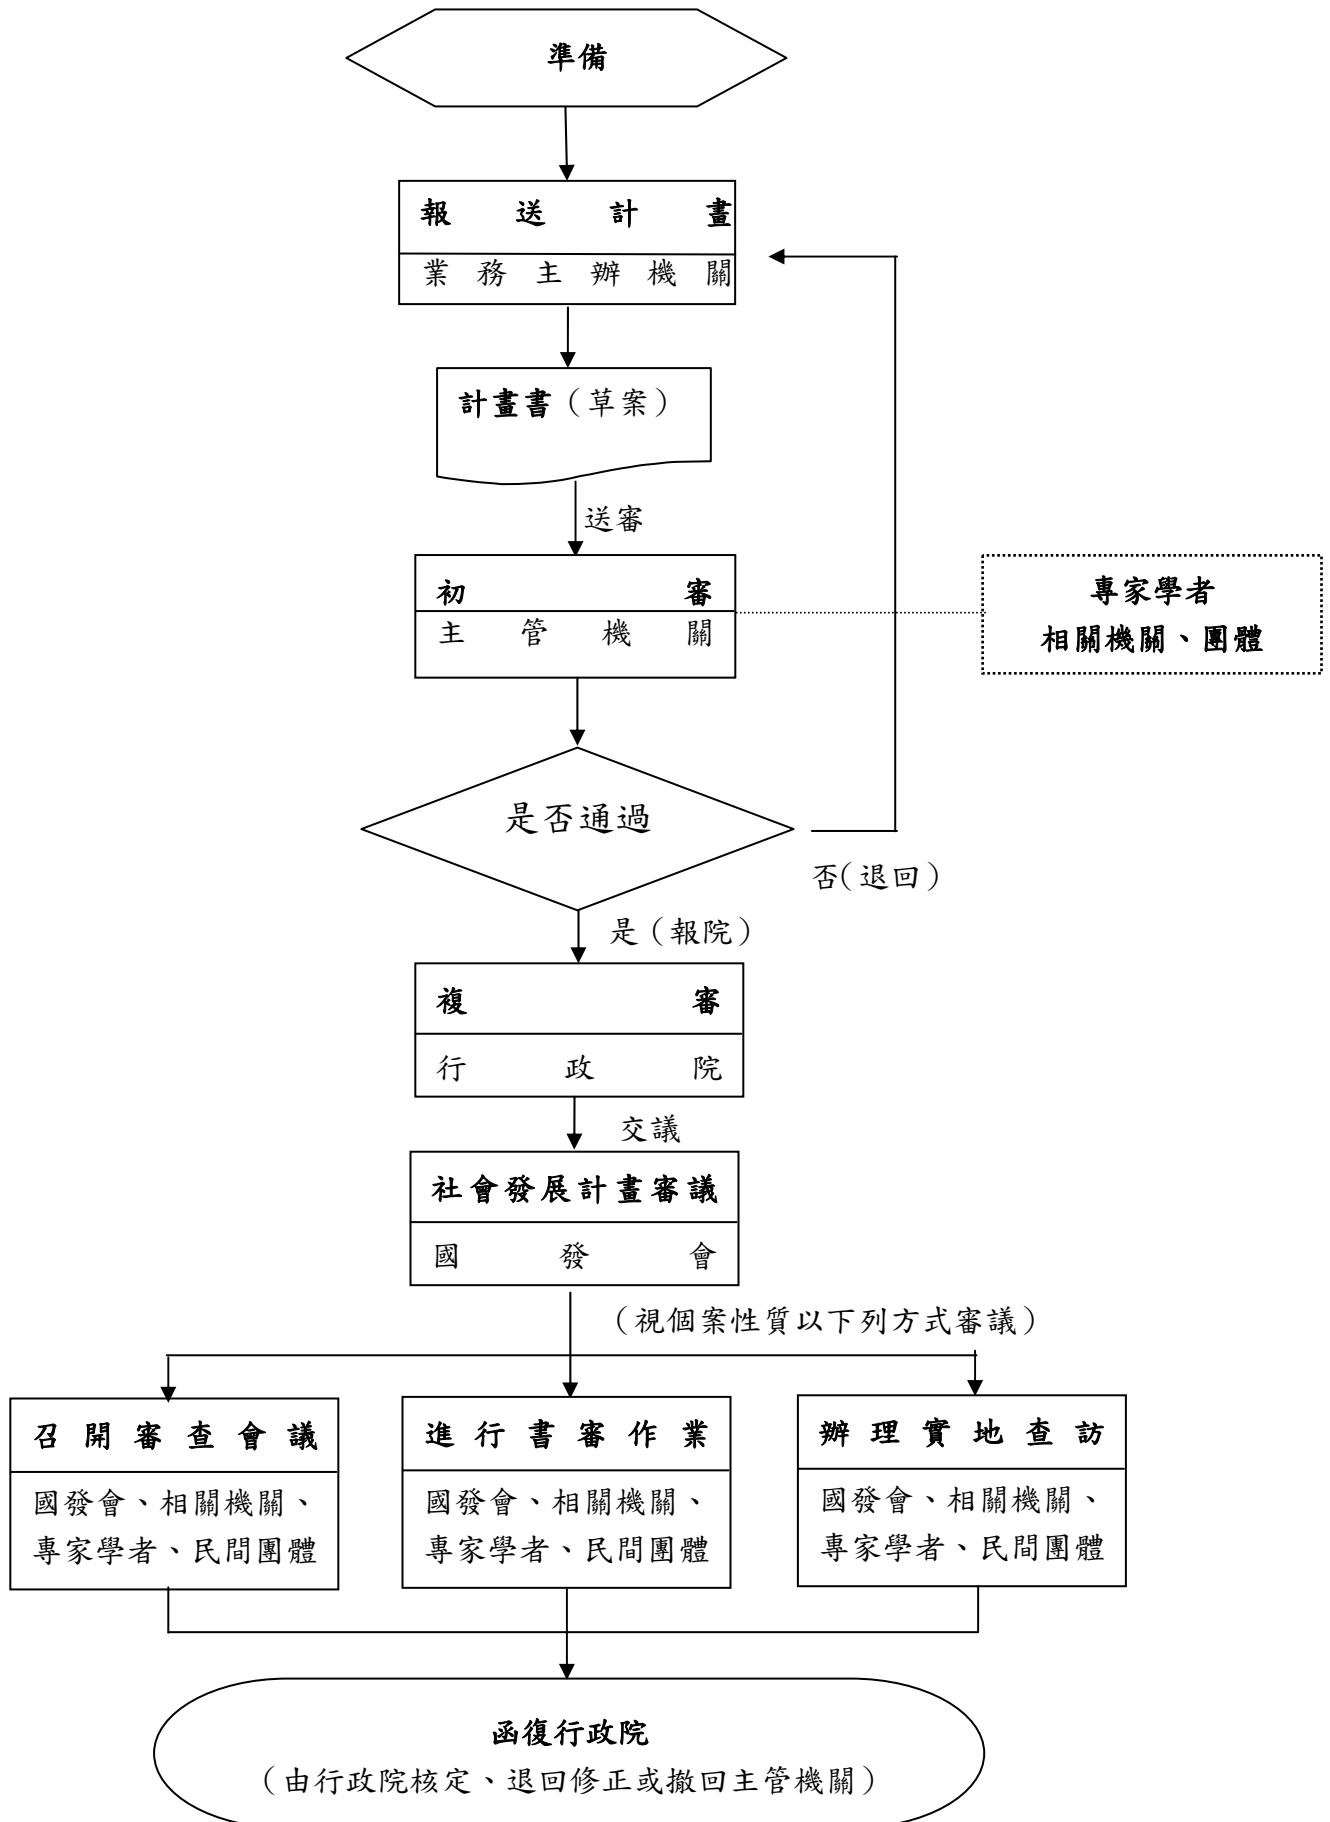 準備
報送計畫
業務主辦機關
計畫書（草案）
送審
初審
主管機關
專家學者
相關機關、團體
是否通過
否(退回）
是（報院）
複審
行政院
交議
社會發展計畫審議
國發會
（視個案性質以下列方式審議）
召開審查會議
國發會、相關機關、
專家學者、民間團體
進行書審作業
國發會、相關機關、
專家學者、民間團體
辦理實地查訪
國發會、相關機關、
專家學者、民間團體
函復行政院
（由行政院核定、退回修正或撤回主管機關）